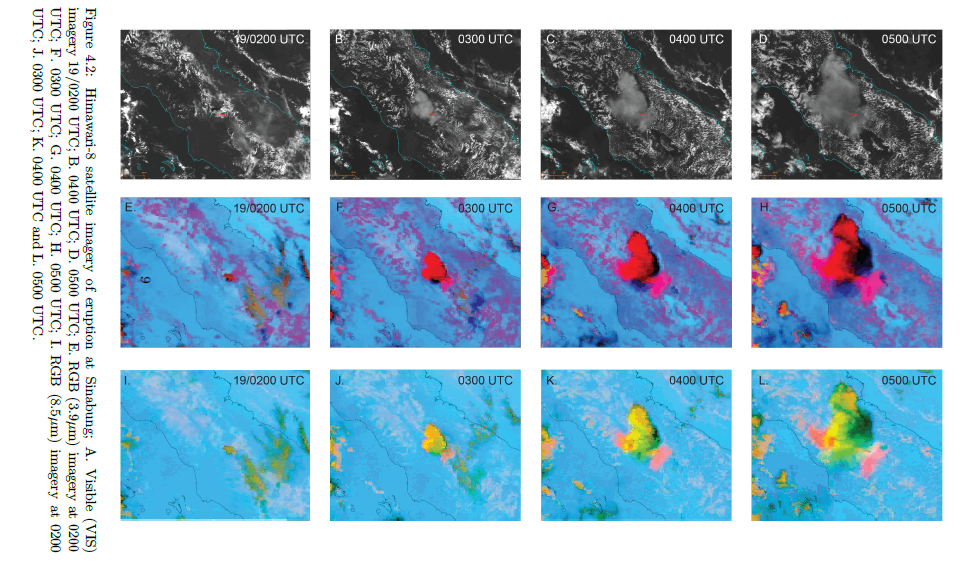 Figure 4.2: Himawari-8 satellite imagery of eruption at Sinabung; A. Visible (VIS)
imagery 19/0200 UTC; B. 0400 UTC; D. 0500 UTC; E. RGB (3.9μm) imagery at 0200
UTC; F. 0300 UTC; G. 0400 UTC; H. 0500 UTC; I. RGB (8.5μm) imagery at 0200
UTC; J. 0300 UTC; K. 0400 UTC and L. 0500 UTC.
A. 19/0200 UTC
B. 0300 UTC
C. 0400 UTC
D. 0500 UTC
E. 19/0200 UTC
9
F. 0300 UTC
G. 0400 UTC
H. 0500 UTC
I. 19/0200 UTC
J. 0300 UTC
K. 0400 UTC
L. 0500 UTC